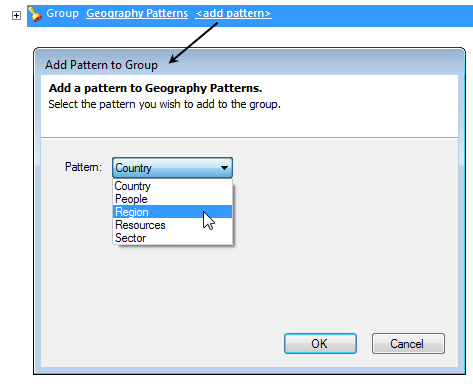 Group Geography Patterns <add pattern>
Add Pattern to Group
Add a pattern to Geography Patterns.
Select the pattern you wish to add to the group.
Pattern: Country
Country
People
Region
Resources
Sector
OK Cancel